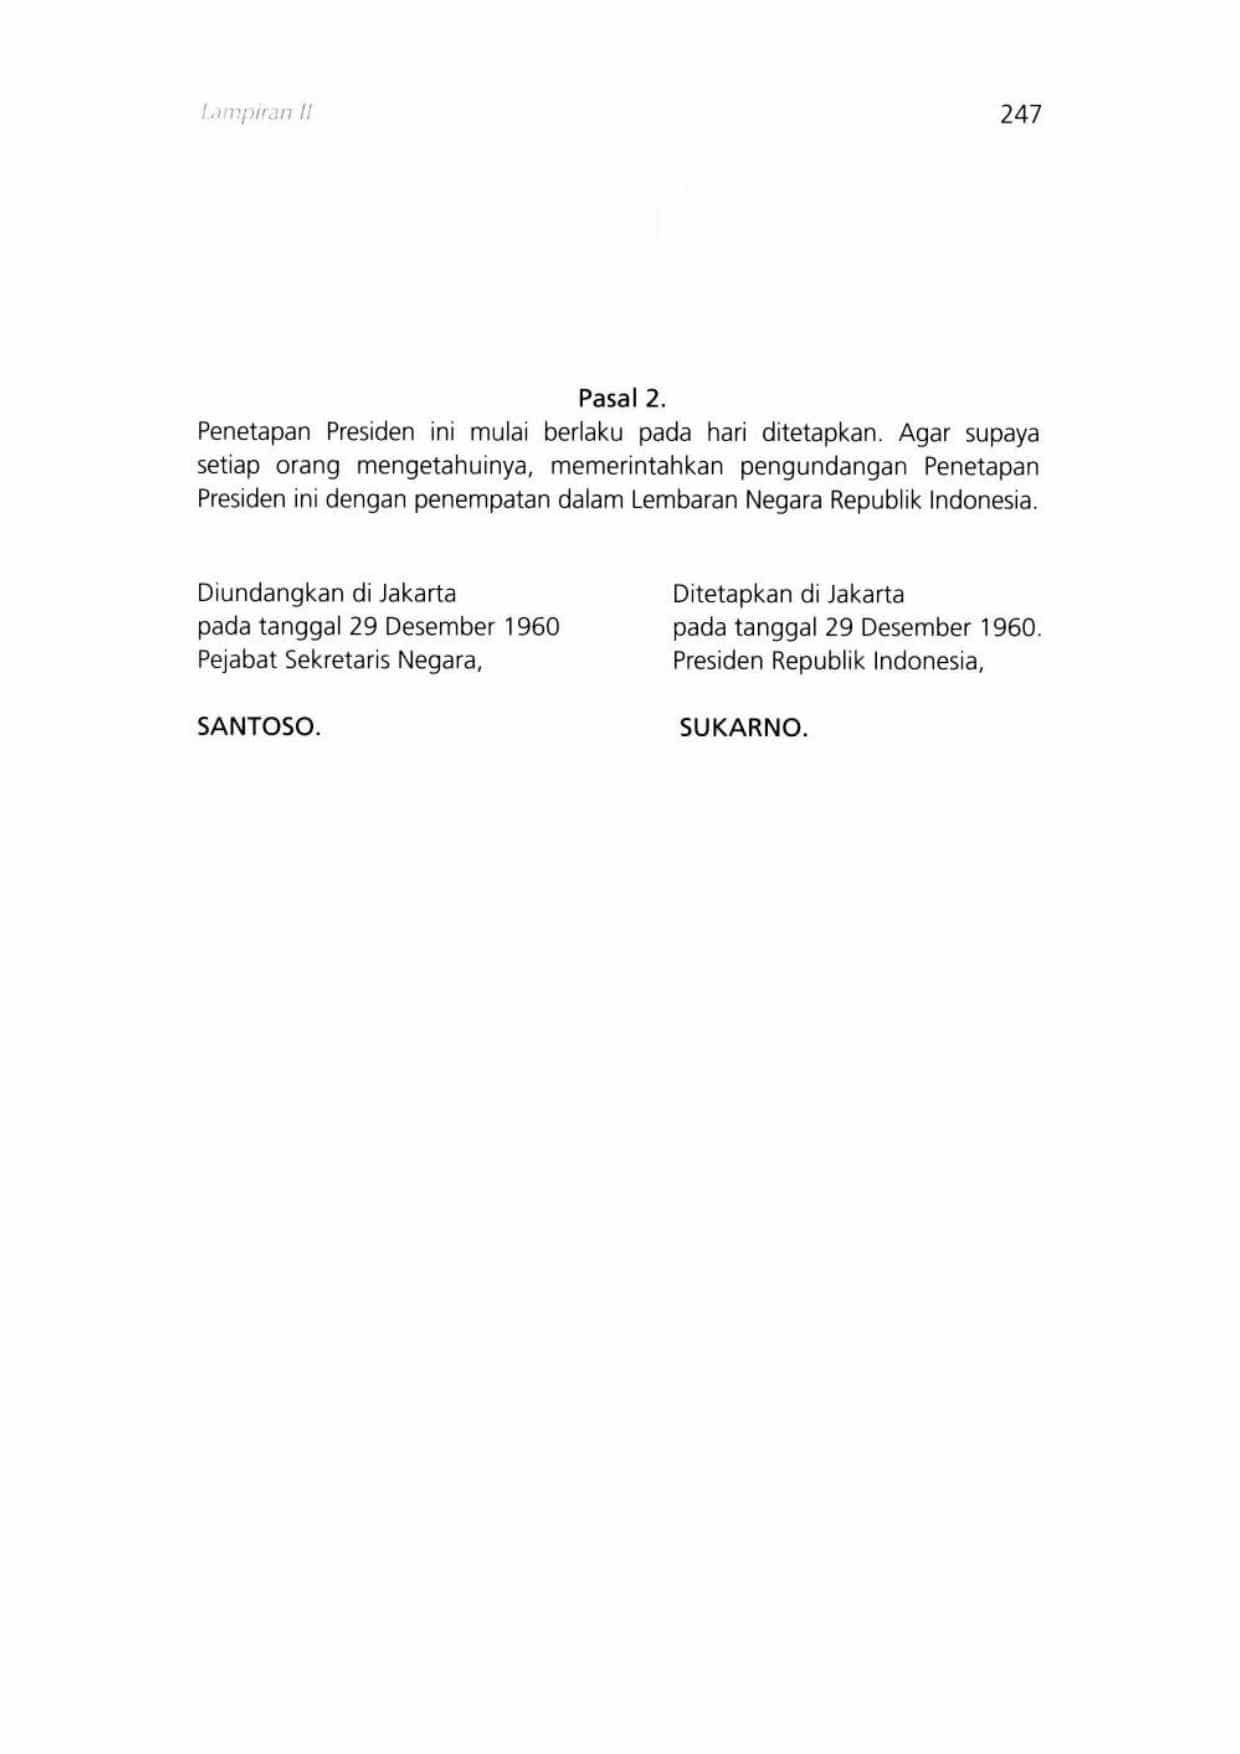 Lampiran II
247
Pasal 2.
Penetapan Presiden ini mulai berlaku pada hari ditetapkan. Agar supaya
setiap orang mengetahuinya, memerintahkan pengundangan Penetapan
Presiden ini dengan penempatan dalam Lembaran Negara Republik Indonesia.
Diundangkan di Jakarta
pada tanggal 29 Desember 1960
Pejabat Sekretaris Negara,
SANTOSO.
Ditetapkan di Jakarta
pada tanggal 29 Desember 1960.
Presiden Republik Indonesia,
SUKARNO.